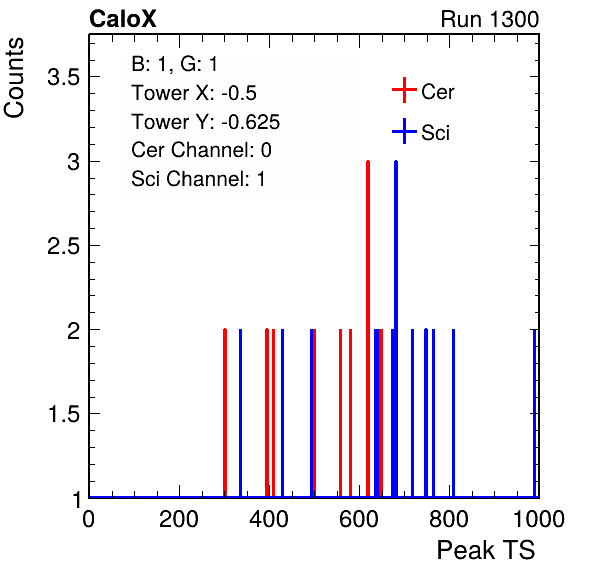 CaloX Run 1300
Counts
B: 1, G: 1
Tower X: -0.5
Tower Y: -0.625
Cer Channel: 0
Sci Channel: 1
Cer
Sci
3.5
3
2.5
2
1.5
1
0 200 400 600 800 1000
Peak TS